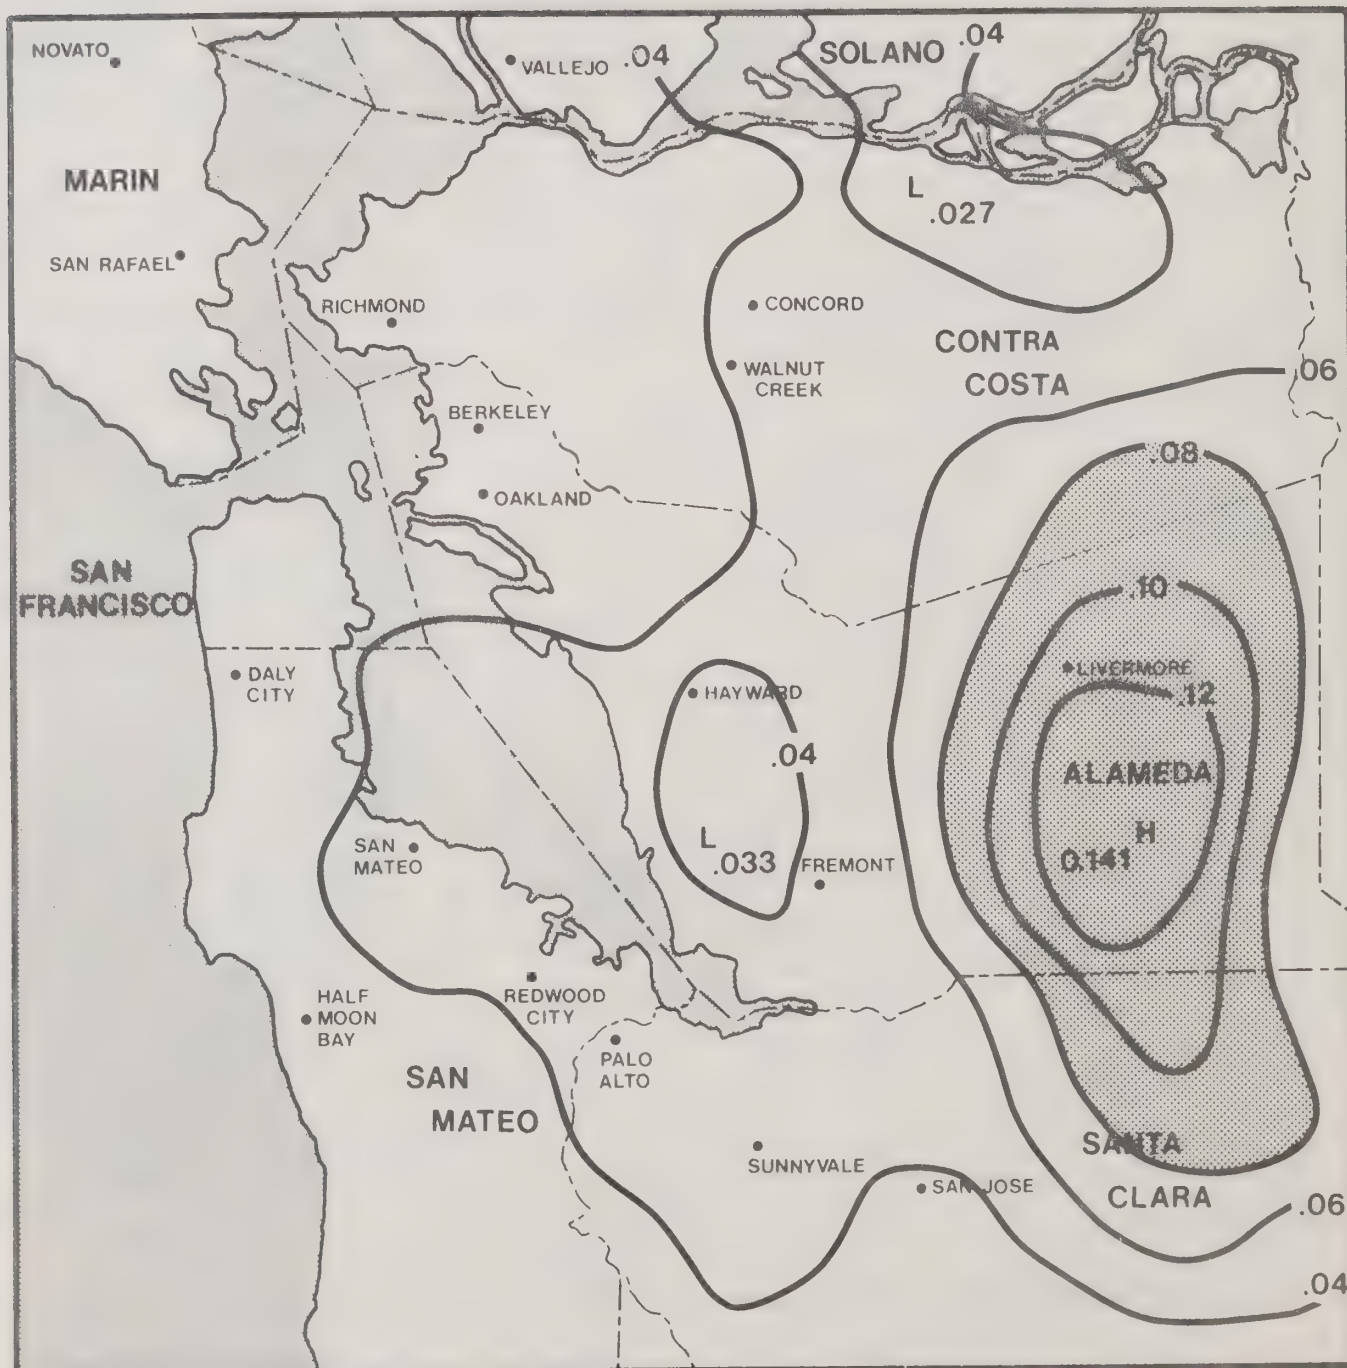 NOVATO
VALLEJO
.04
SOLANO
.04
MARIN
L
.027
SAN RAFAEL
RICHMOND
CONCORD
CONTRA
COSTA
WALNUT
CREEK
.06
BERKELEY
.08
OAKLAND
SAN
FRANCISCO
.10
DALY
CITY
HAYWARD
LIVERMORE
.12
.04
ALAMEDA
H
0.141
SAN
MATEO
L
.033
FREMONT
HALF
MOON
BAY
REDWOOD
CITY
PALO
ALTO
SAN
MATEO
SUNNYVALE
SANTA
CLARA
SAN JOSE
.06
.04